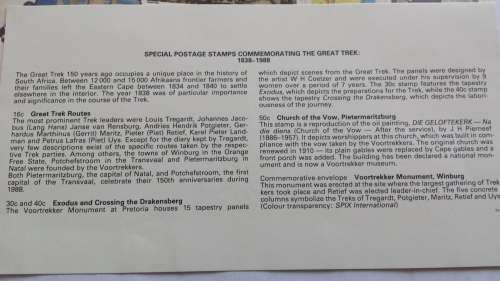 SPECIAL POSTAGE STAMPS COMMEMORATING THE GREAT TREK:
1838–1988
The Great Trek 150 years ago occupies a unique place in the history of
South Africa. Between 12 000 and 15 000 Afrikaans frontier farmers and
their families left the Eastern Cape between 1834 and 1840 to settle
elsewhere in the interior. The year 1838 was of particular importance
and significance in the course of the Trek.
16c Great Trek Routes
The most prominent Trek leaders were Louis Tregardt, Johannes Jaco-
bus (Lang Hans) Janse van Rensburg, Andries Hendrik Potgieter, Ger-
hardus Marthinus (Gerrit) Maritz, Pieter (Piet) Retief, Karel Pieter Land-
man and Petrus Lafras (Piet) Uys. Except for the diary kept by Tregardt,
very few descriptions exist of the specific routes taken by the respec-
tive Trek parties. Among others, the towns of Winburg in the Orange
Free State, Potchefstroom in the Transvaal and Pietermaritzburg in
Natal were founded by the Voortrekkers.
Both Pietermaritzburg, the capital of Natal, and Potchefstroom, the first
capital of the Transvaal, celebrate their 150th anniversaries during
1988.
30c and 40c Exodus and Crossing the Drakensberg
The Voortrekker Monument at Pretoria houses 15 tapestry panels
which depict scenes from the Great Trek. The panels were designed by
the artist W H Coetzer and were executed under his supervision by 9
women over a period of 7 years. The 30c stamp features the tapestry
Exodus, which depicts the preparations for the Trek, while the 40c stamp
shows the tapestry Crossing the Drakensberg, which depicts the labori-
ousness of the journey.
50c Church of the Vow, Pietermaritzburg
This stamp is a reproduction of the oil painting, DIE GELOFTEKERK — Na
die diens (Church of the Vow — After the service), by J H Pierneef
(1886–1957). It depicts worshippers at the church, which was built in com-
pliance with the vow taken by the Voortrekkers. The original church was
renewed in 1910 — its plain gables were replaced by Cape gables and a
front porch was added. The building has been declared a national mon-
ument and is now a Voortrekker museum.
Commemorative envelope Voortrekker Monument, Winburg
This monument was erected at the site where the largest gathering of Trek-
kers took place and Retief was elected leader-in-chief. The five concrete
columns symbolize the Treks of Tregardt, Potgieter, Maritz, Retief and Uys
(Colour transparency: SPIX International)